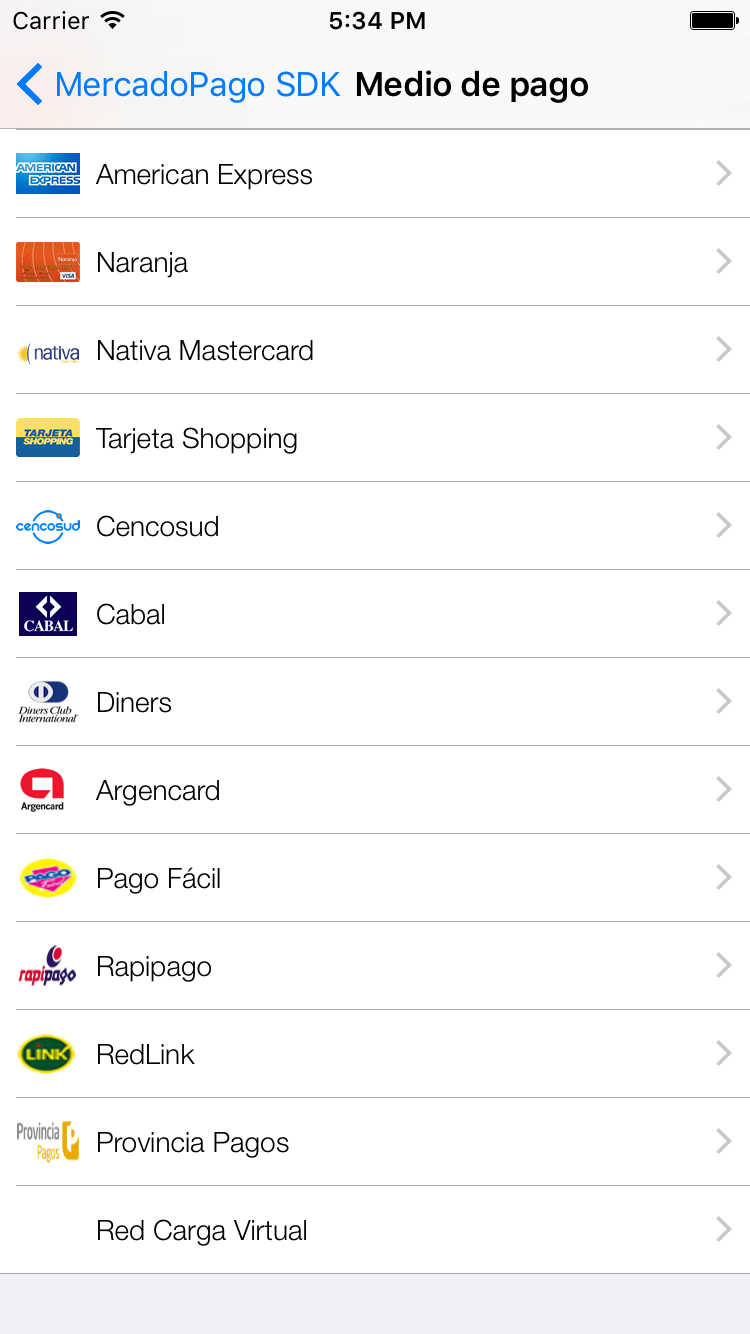 Carrier 5:34 PM
MercadoPago SDK Medio de pago
AMERICAN
EXPRESS
American Express
Naranja
VISA
Naranja
nativa
Nativa Mastercard
TARJETA
SHOPPING
Tarjeta Shopping
cencosud
Cencosud
CABAL
Cabal
Diners Club
International
Diners
Argencard
Argencard
PAGO
Pago Fácil
rapipago
Rapipago
LINK
RedLink
Provincia
Pagos
Provincia Pagos
Red Carga Virtual